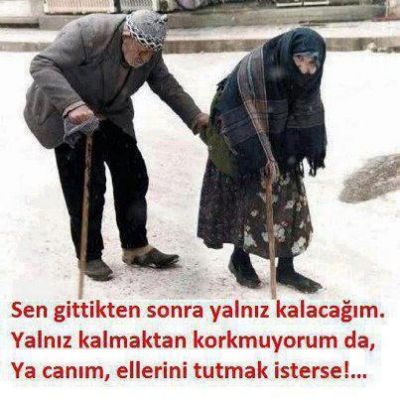 Sen gittikten sonra yalnız kalacağım.
Yalnız kalmaktan korkmuyorum da,
Ya canım, ellerini tutmak isterse!...